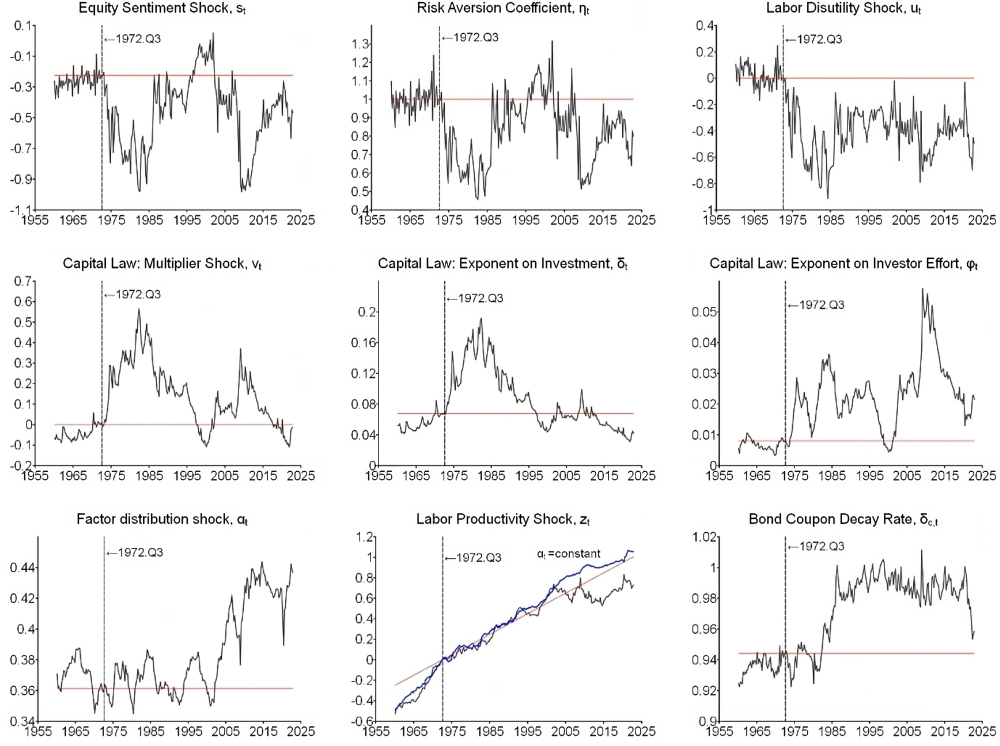 Equity Sentiment Shock, sₜ
0.1
-0.1
-0.3
-0.5
-0.7
-0.9
-1.1
←1972.Q3
1955 1965 1975 1985 1995 2005 2015 2025
Risk Aversion Coefficient, ηₜ
1.3
1.2
1.1
1
0.9
0.8
0.7
0.6
0.5
0.4
←1972.Q3
1955 1965 1975 1985 1995 2005 2015 2025
Labor Disutility Shock, uₜ
0.4
0.2
0
-0.2
-0.4
-0.6
-0.8
-1
←1972.Q3
1955 1965 1975 1985 1995 2005 2015 2025
Capital Law: Multiplier Shock, vₜ
0.7
0.6
0.5
0.4
0.3
0.2
0.1
0
-0.1
-0.2
←1972.Q3
1955 1965 1975 1985 1995 2005 2015 2025
Capital Law: Exponent on Investment, δₜ
0.2
0.16
0.12
0.08
0.04
0
←1972.Q3
1955 1965 1975 1985 1995 2005 2015 2025
Capital Law: Exponent on Investor Effort, φₜ
0.05
0.04
0.03
0.02
0.01
0
←1972.Q3
1955 1965 1975 1985 1995 2005 2015 2025
Factor distribution shock, αₜ
0.44
0.42
0.4
0.38
0.36
0.34
←1972.Q3
1955 1965 1975 1985 1995 2005 2015 2025
Labor Productivity Shock, zₜ
1.2
1
0.8
0.6
0.4
0.2
0
-0.2
-0.4
-0.6
←1972.Q3
αₜ =constant
1955 1965 1975 1985 1995 2005 2015 2025
Bond Coupon Decay Rate, δ꜀,ₜ
1.02
1
0.98
0.96
0.94
0.92
0.9
←1972.Q3
1955 1965 1975 1985 1995 2005 2015 2025